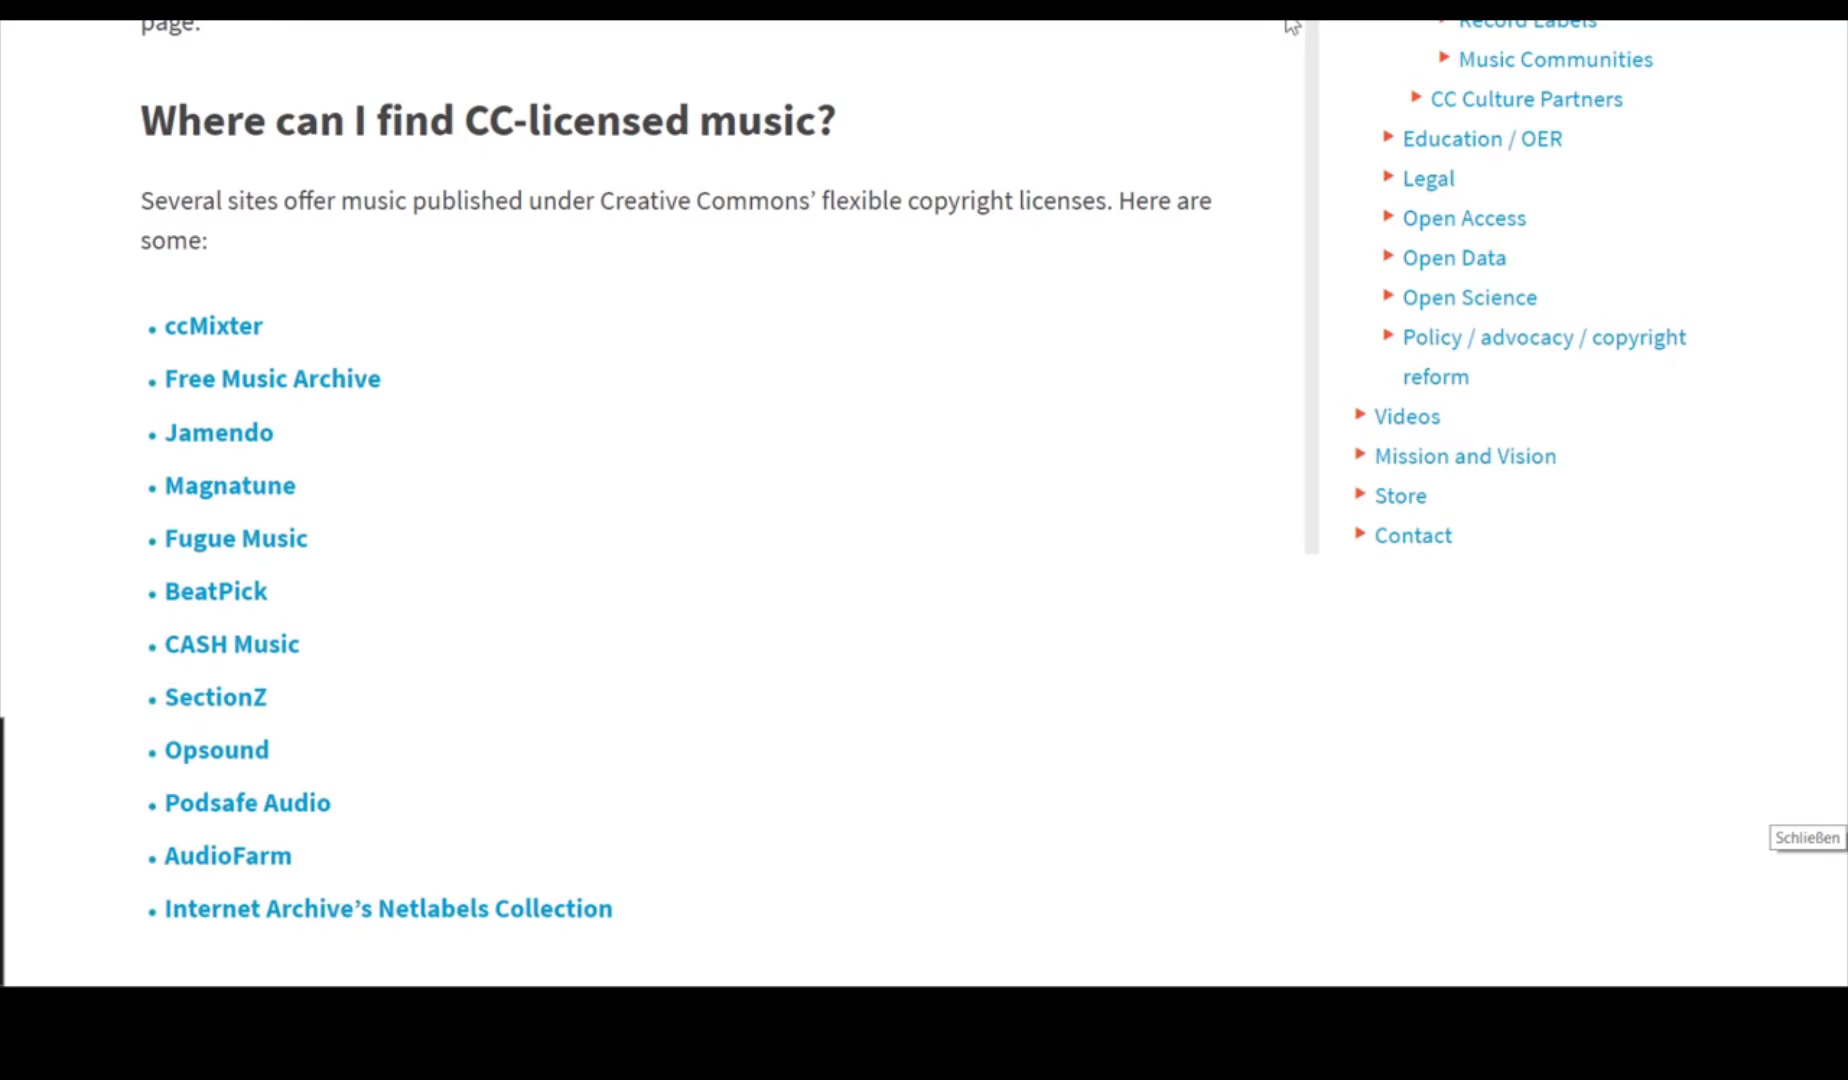 page.
Where can I find CC-licensed music?
Several sites offer music published under Creative Commons’ flexible copyright licenses. Here are
some:
ccMixter
Free Music Archive
Jamendo
Magnatune
Fugue Music
BeatPick
CASH Music
SectionZ
Opsound
Podsafe Audio
AudioFarm
Internet Archive’s Netlabels Collection
Record Labels
Music Communities
CC Culture Partners
Education / OER
Legal
Open Access
Open Data
Open Science
Policy / advocacy / copyright
reform
Videos
Mission and Vision
Store
Contact
Schließen